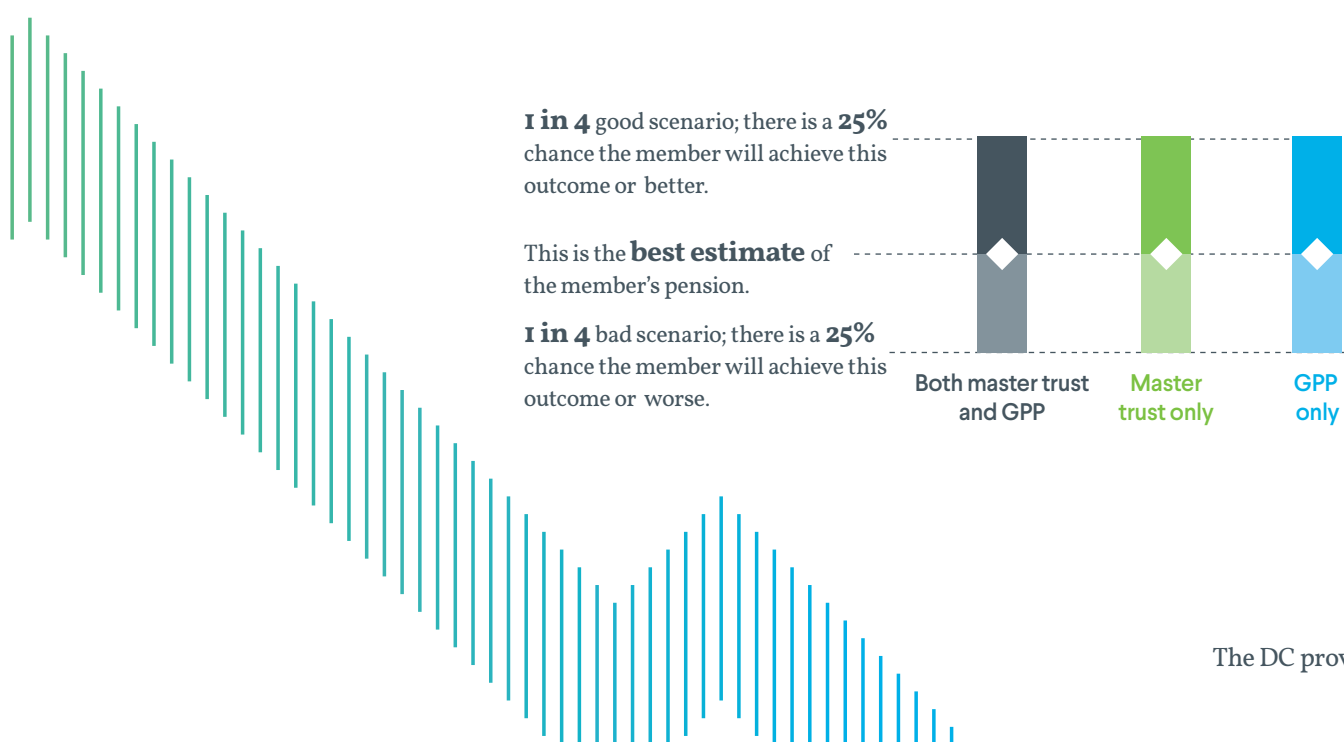 1 in 4 good scenario; there is a 25%
chance the member will achieve this
outcome or better.
This is the best estimate of
the member’s pension.
1 in 4 bad scenario; there is a 25%
chance the member will achieve this
outcome or worse.
Both master trust
and GPP
Master
trust only
GPP
only
The DC